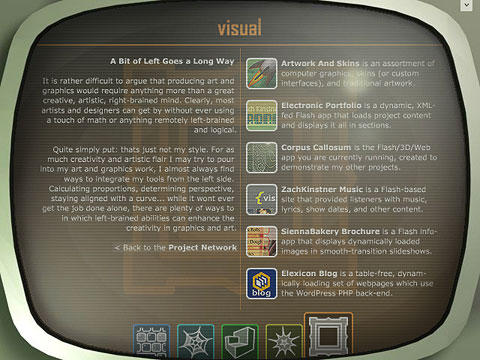 visual
A Bit of Left Goes a Long Way
It is rather difficult to argue that producing art and
graphics would require anything more than a great
creative, artistic, right-brained mind. Clearly, most
artists and designers can get by without ever using
a touch of math or anything remotely left-brained
and logical.
Quite simply put: thats just not my style. For as
much creativity and artistic flair I may try to pour
into my art and graphics work, I almost always find
ways to integrate my tools from the left side.
Calculating proportions, determining perspective,
staying aligned with a curve... while it wont ever
get the job done alone, there are plenty of ways to
in which left-brained abilities can enhance the
creativity in graphics and art.
< Back to the Project Network
Artwork And Skins is an assortment of
computer graphics, skins (or custom
interfaces), and traditional artwork.
Electronic Portfolio is a dynamic, XML-
fed Flash app that loads project content
and displays it all in sections.
Corpus Callosum is the Flash/3D/Web
app you are currently running, created to
demonstrate my other projects.
{vis
ZachKinstner Music is a Flash-based
site that provided listeners with music,
lyrics, show dates, and other content.
SiennaBakery Brochure is a Flash info-
app that displays dynamically loaded
images in smooth-transition slideshows.
blog
Elexicon Blog is a table-free, dynam-
ically loading set of webpages which use
the WordPress PHP back-end.